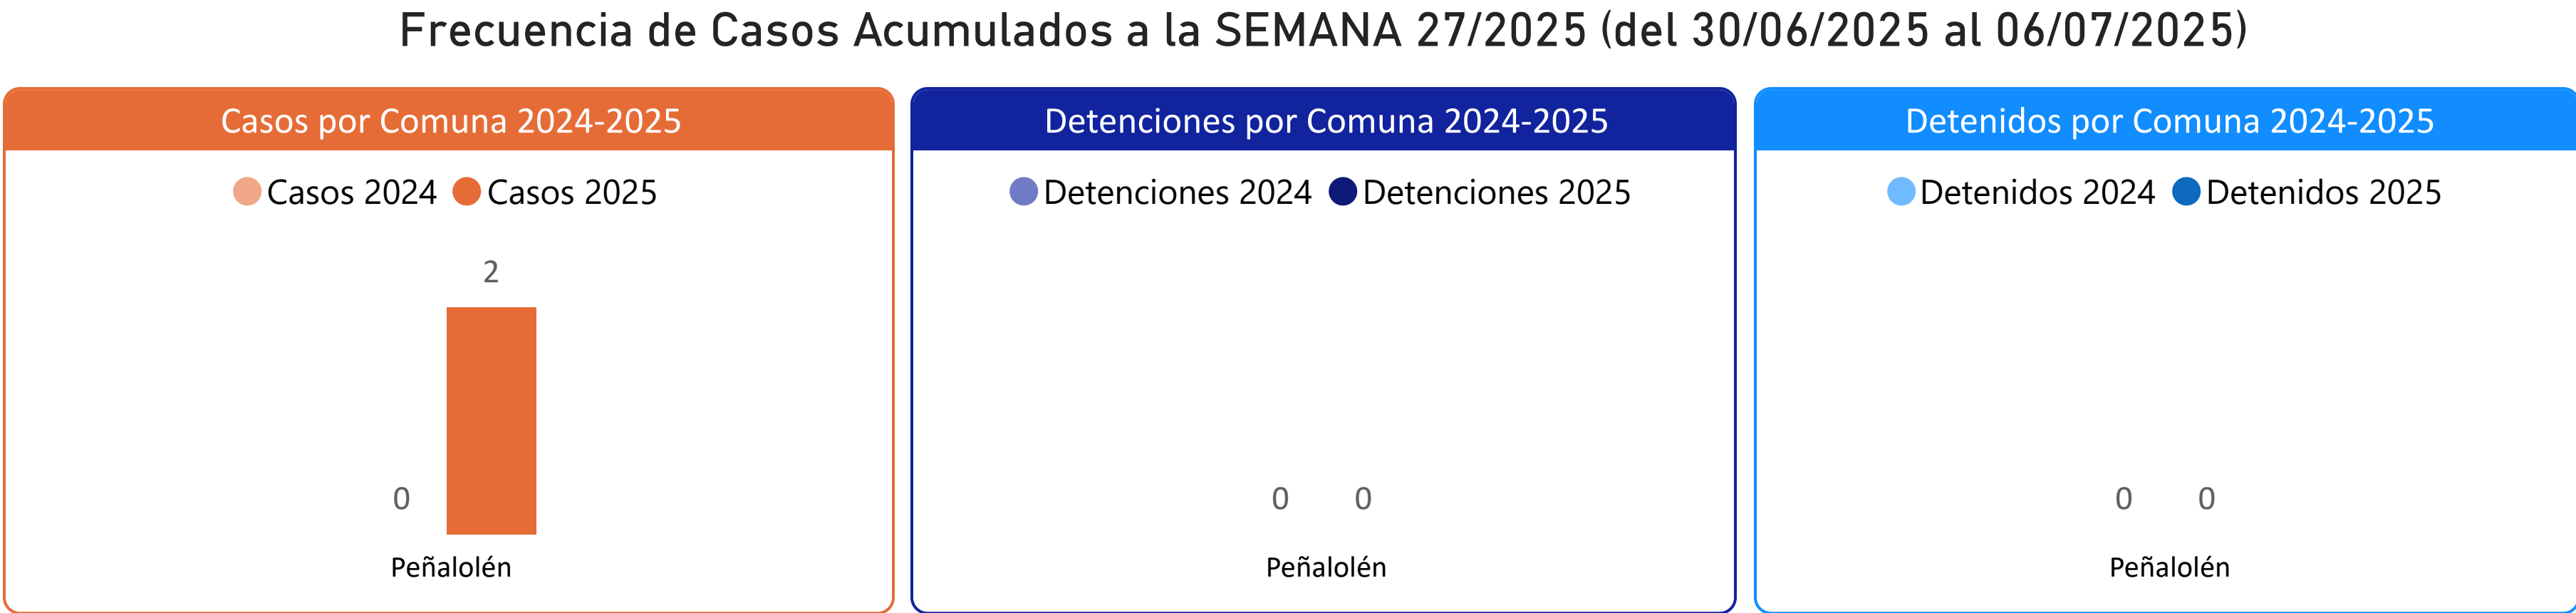 Frecuencia de Casos Acumulados a la SEMANA 27/2025 (del 30/06/2025 al 06/07/2025)
Casos por Comuna 2024-2025
Casos 2024 Casos 2025
2
0
Peñalolén
Detenciones por Comuna 2024-2025
Detenciones 2024 Detenciones 2025
0 0
Peñalolén
Detenidos por Comuna 2024-2025
Detenidos 2024 Detenidos 2025
0 0
Peñalolén